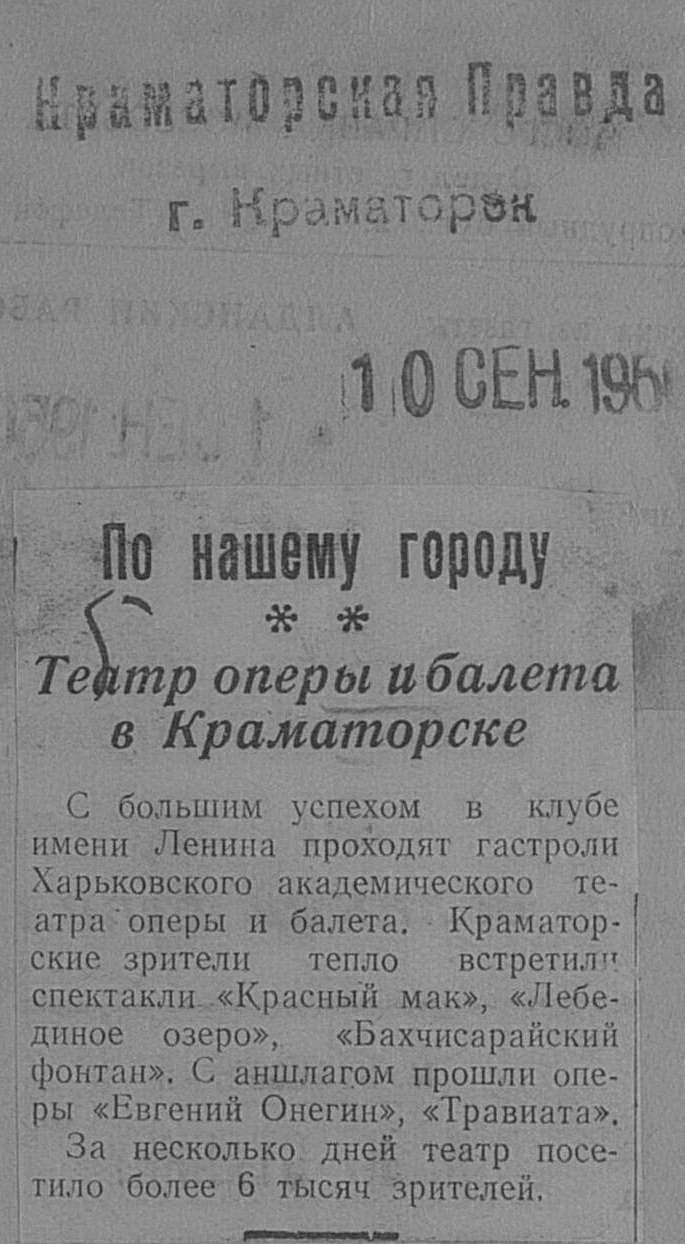 Краматорская Правда
г. Краматорск
10 СЕН. 195
По нашему городу
* *
Театр оперы и балета
в Краматорске
С большим успехом в клубе
имени Ленина проходят гастроли
Харьковского академического те-
атра оперы и балета. Краматор-
ские зрители тепло встретили
спектакли «Красный мак», «Лебе-
диное озеро», «Бахчисарайский
фонтан». С аншлагом прошли опе-
ры «Евгений Онегин», «Травиата».
За несколько дней театр посе-
тило более 6 тысяч зрителей.